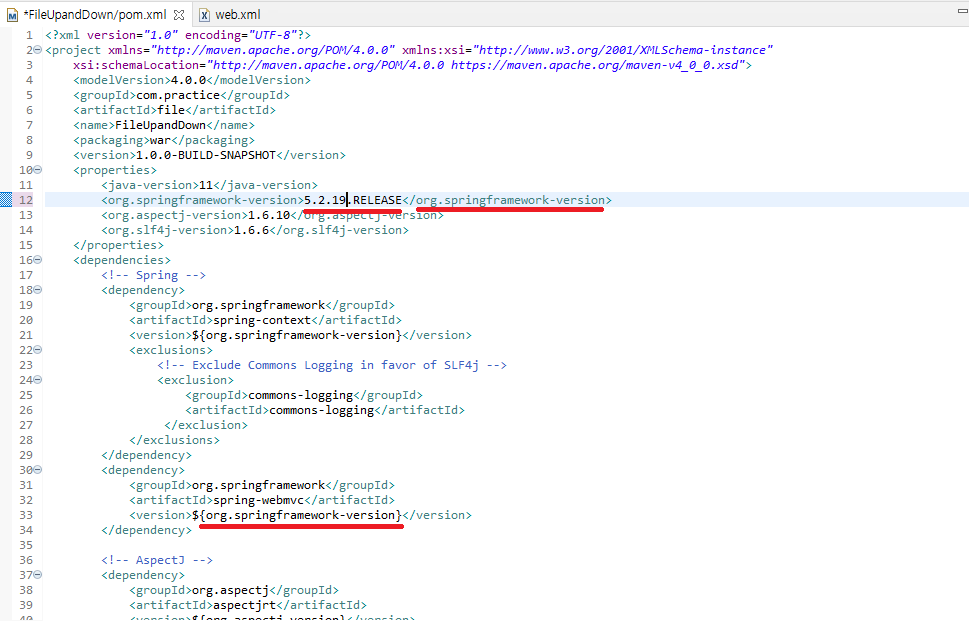 *FileUpandDown/pom.xml web.xml
1 <?xml version="1.0" encoding="UTF-8"?>
2 <project xmlns="http://maven.apache.org/POM/4.0.0" xmlns:xsi="http://www.w3.org/2001/XMLSchema-instance"
3 xsi:schemaLocation="http://maven.apache.org/POM/4.0.0 https://maven.apache.org/maven-v4_0_0.xsd">
4 <modelVersion>4.0.0</modelVersion>
5 <groupId>com.practice</groupId>
6 <artifactId>file</artifactId>
7 <name>FileUpandDown</name>
8 <packaging>war</packaging>
9 <version>1.0.0-BUILD-SNAPSHOT</version>
10 <properties>
11 <java-version>11</java-version>
12 <org.springframework-version>5.2.19.RELEASE</org.springframework-version>
13 <org.aspectj-version>1.6.10</org.aspectj-version>
14 <org.slf4j-version>1.6.6</org.slf4j-version>
15 </properties>
16 <dependencies>
17 <!-- Spring -->
18 <dependency>
19 <groupId>org.springframework</groupId>
20 <artifactId>spring-context</artifactId>
21 <version>${org.springframework-version}</version>
22 <exclusions>
23 <!-- Exclude Commons Logging in favor of SLF4j -->
24 <exclusion>
25 <groupId>commons-logging</groupId>
26 <artifactId>commons-logging</artifactId>
27 </exclusion>
28 </exclusions>
29 </dependency>
30 <dependency>
31 <groupId>org.springframework</groupId>
32 <artifactId>spring-webmvc</artifactId>
33 <version>${org.springframework-version}</version>
34 </dependency>
35
36 <!-- AspectJ -->
37 <dependency>
38 <groupId>org.aspectj</groupId>
39 <artifactId>aspectjrt</artifactId>
40 <version>${org.aspectj-version}</version>